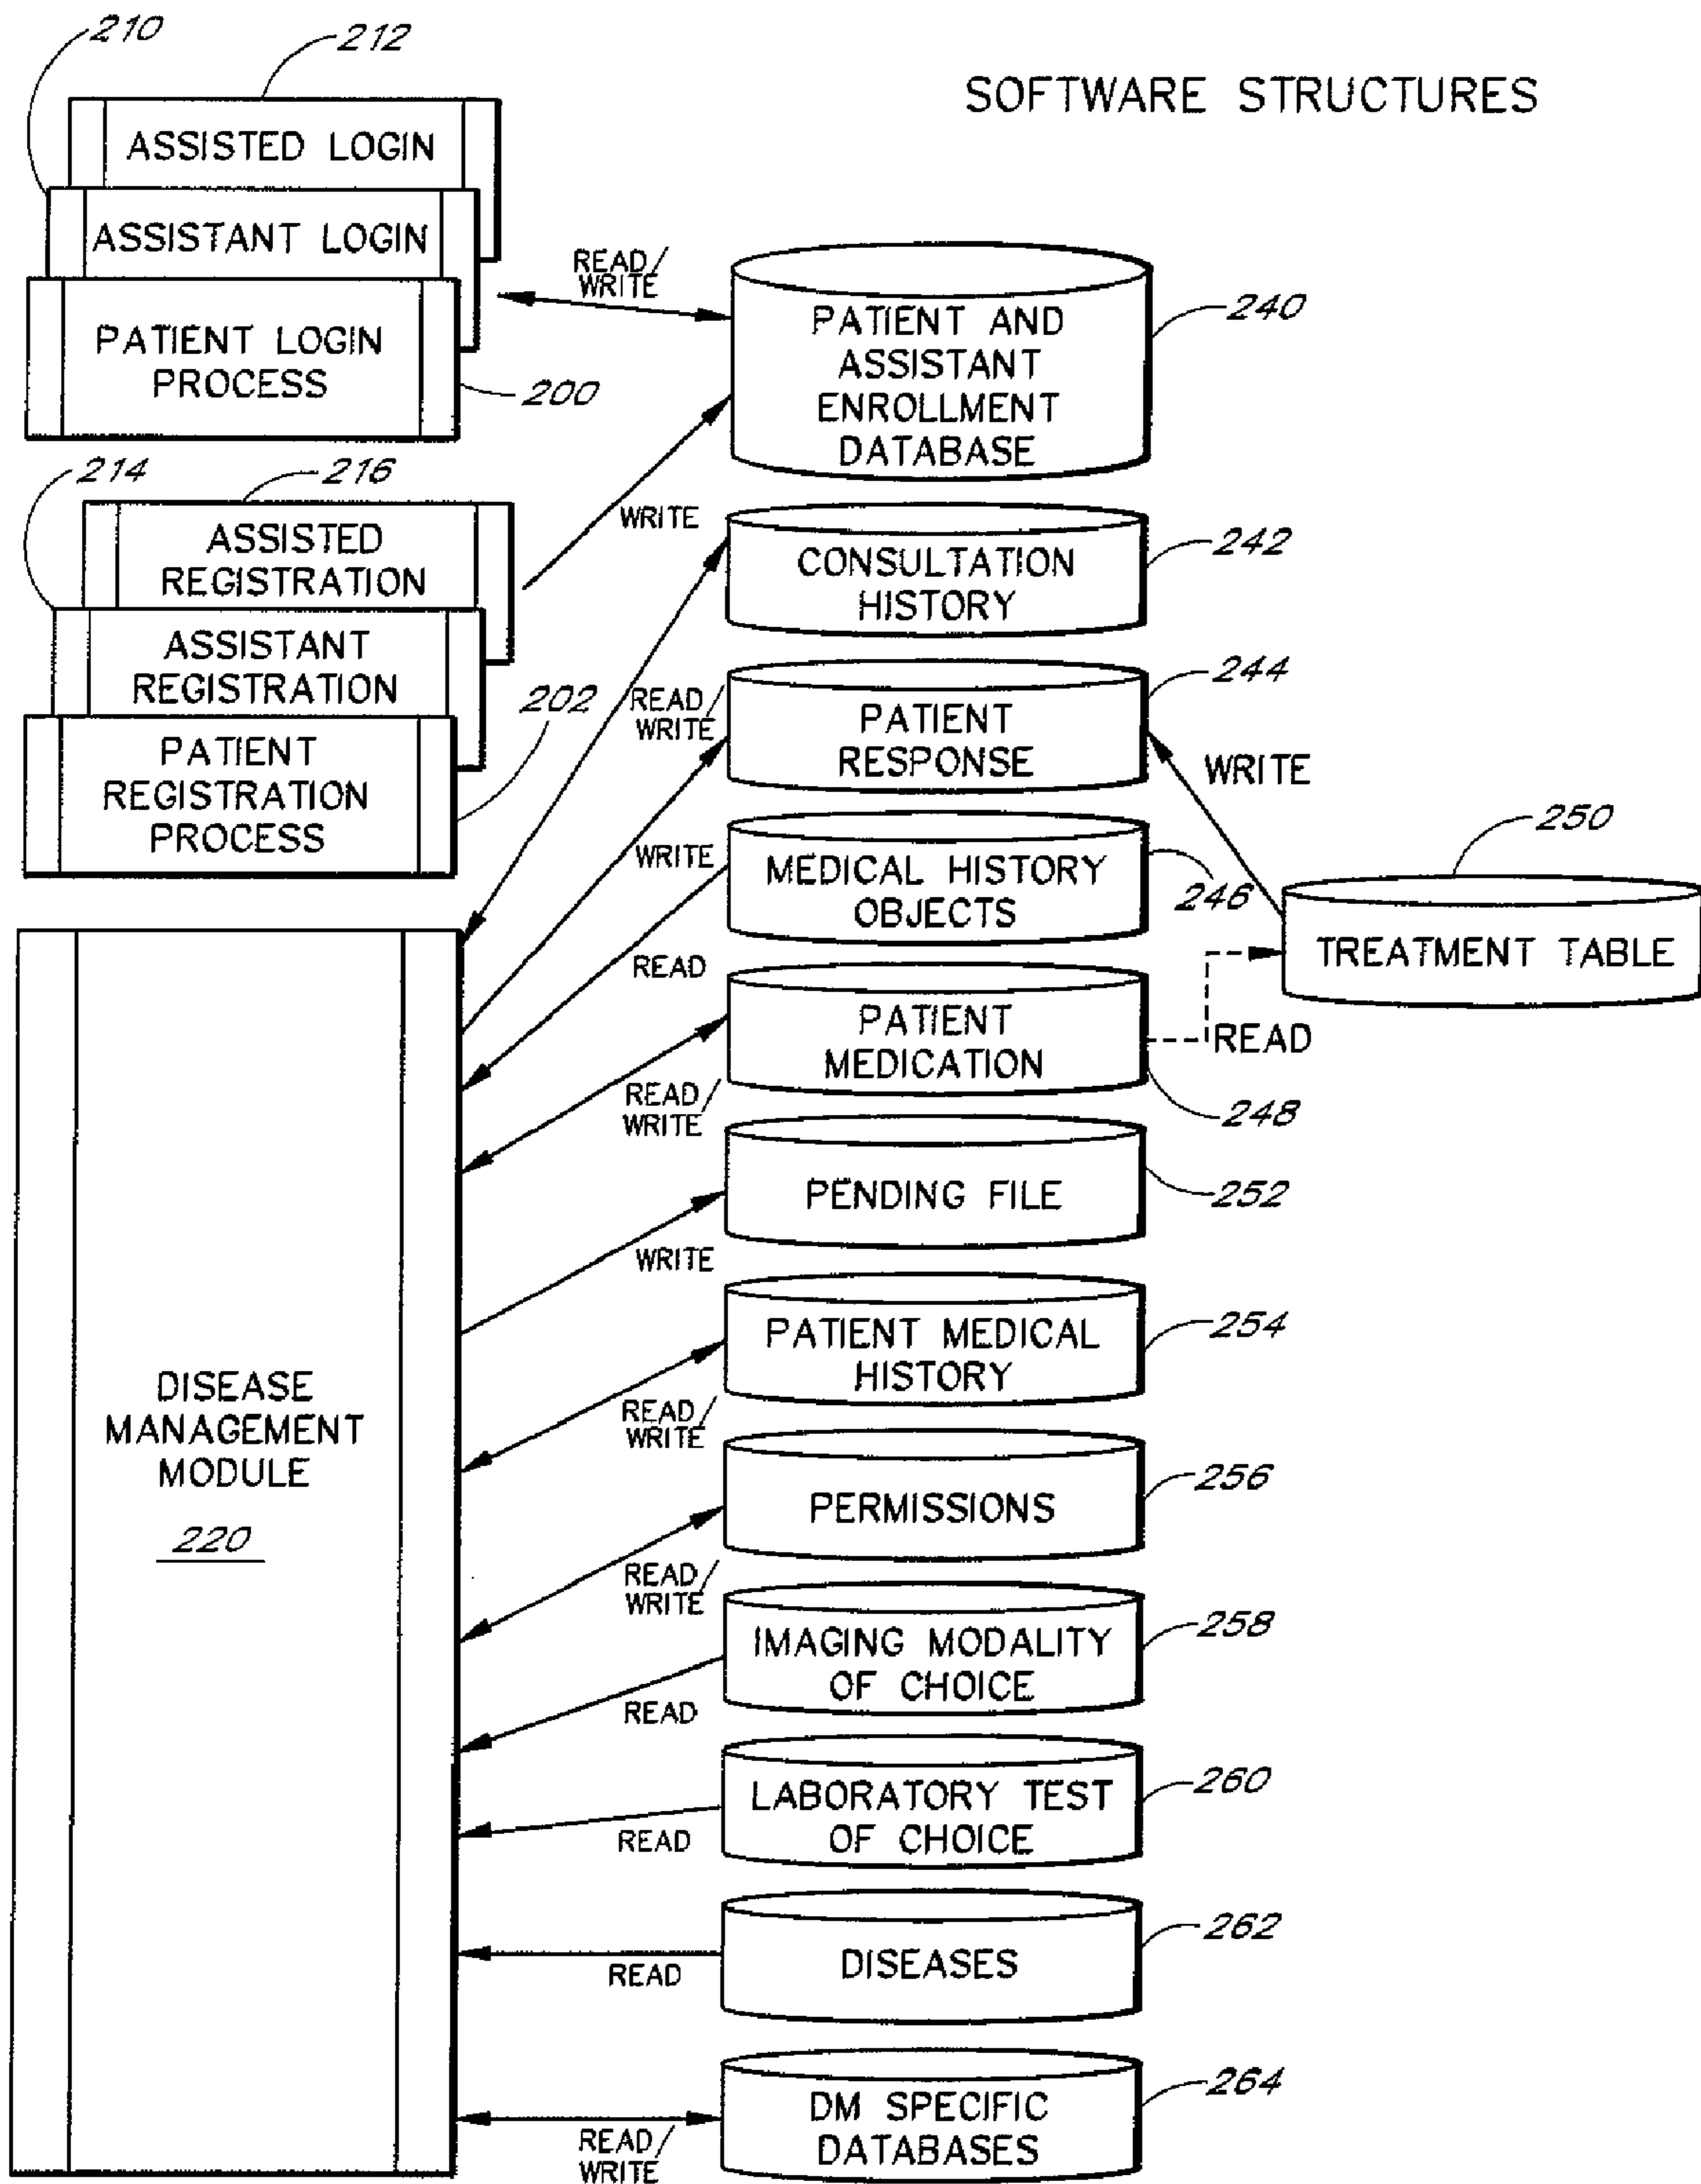 210
212
SOFTWARE STRUCTURES
ASSISTED LOGIN
ASSISTANT LOGIN
PATIENT LOGIN
PROCESS
200
READ/
WRITE
PATIENT AND
ASSISTANT
ENROLLMENT
DATABASE
240
214
216
ASSISTED
REGISTRATION
ASSISTANT
REGISTRATION
PATIENT
REGISTRATION
PROCESS
202
WRITE
CONSULTATION
HISTORY
242
READ/
WRITE
PATIENT
RESPONSE
244
WRITE
WRITE
MEDICAL HISTORY
OBJECTS
246
250
TREATMENT TABLE
READ
PATIENT
MEDICATION
READ
248
READ/
WRITE
PENDING FILE
252
WRITE
PATIENT MEDICAL
HISTORY
254
READ/
WRITE
DISEASE
MANAGEMENT
MODULE
220
PERMISSIONS
256
READ/
WRITE
IMAGING MODALITY
OF CHOICE
258
READ
LABORATORY TEST
OF CHOICE
260
READ
DISEASES
262
READ
DM SPECIFIC
DATABASES
264
READ/
WRITE